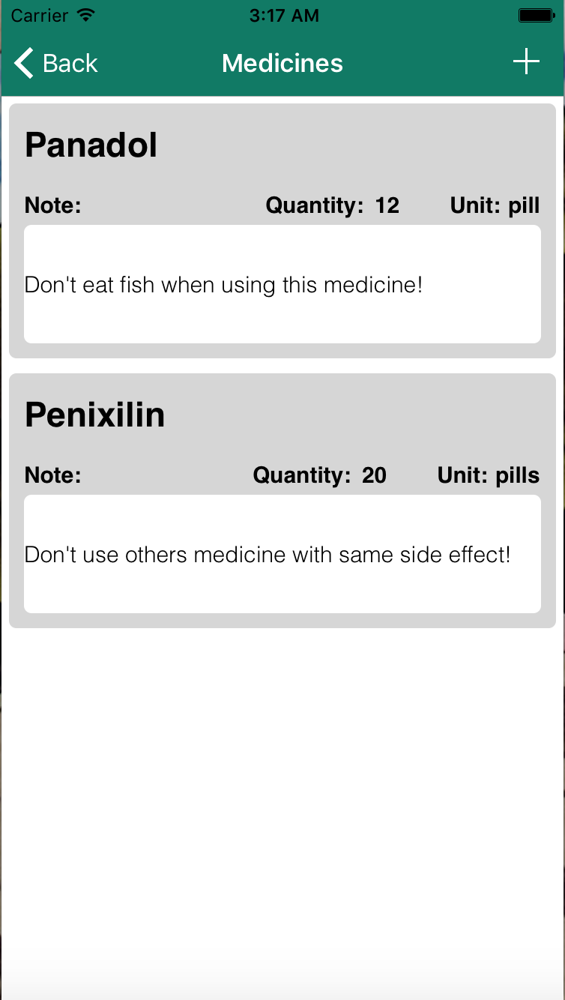 Carrier 3:17 AM
Back Medicines
Panadol
Note: Quantity: 12 Unit: pill
Don't eat fish when using this medicine!
Penixilin
Note: Quantity: 20 Unit: pills
Don't use others medicine with same side effect!